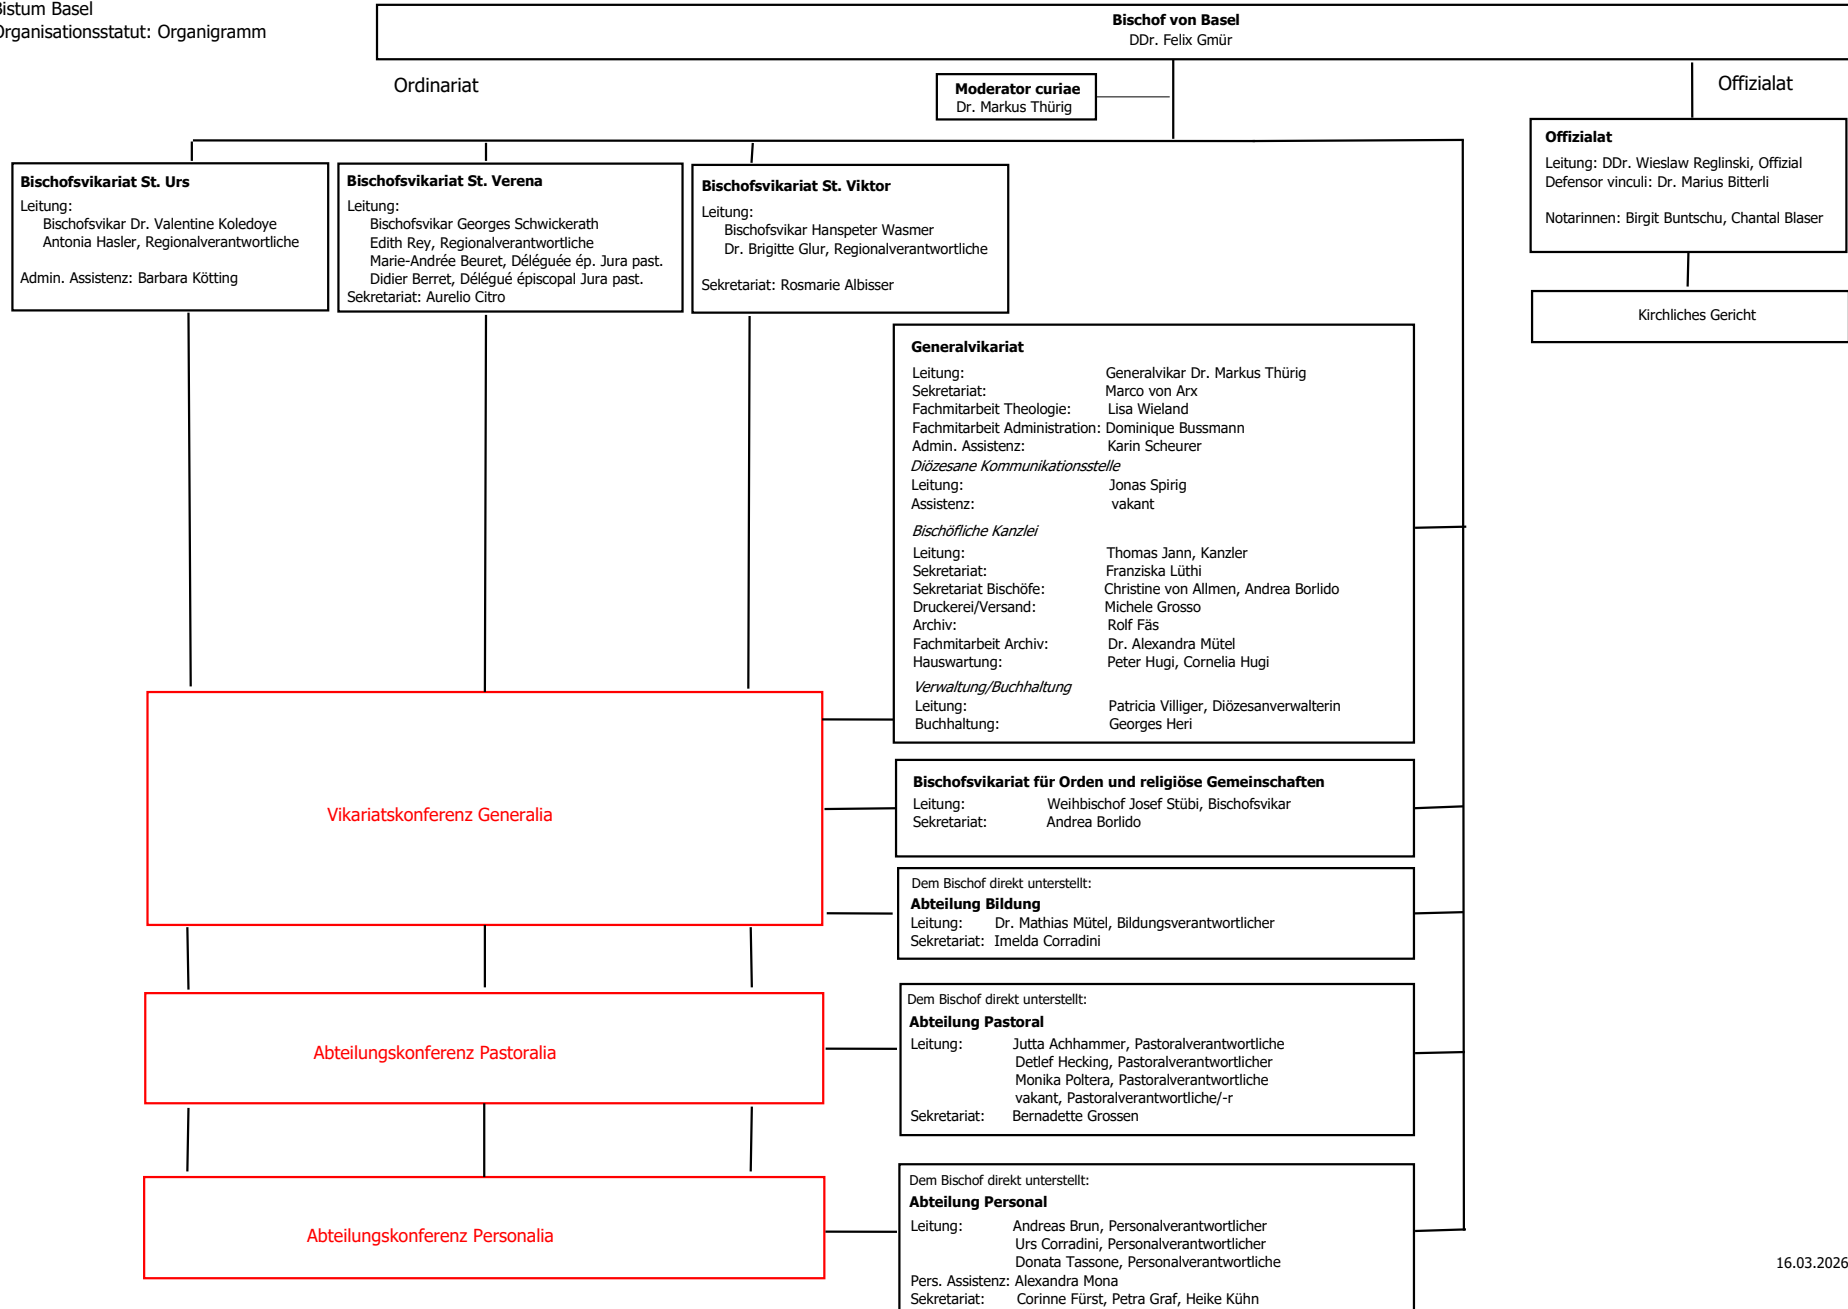 Bistum Basel
Organisationsstatut: Organigramm
Bischof von Basel
DDr. Felix Gmür
Ordinariat
Moderator curiae
Dr. Markus Thürig
Offizialat
Offizialat
Leitung: DDr. Wieslaw Reglinski, Offizial
Defensor vinculi: Dr. Marius Bitterli
Notarinnen: Birgit Buntschu, Chantal Blaser
Kirchliches Gericht
Bischofsvikariat St. Urs
Leitung:
Bischofsvikar Dr. Valentine Koledoye
Antonia Hasler, Regionalverantwortliche
Admin. Assistenz: Barbara Kötting
Bischofsvikariat St. Verena
Leitung:
Bischofsvikar Georges Schwickerath
Edith Rey, Regionalverantwortliche
Marie-Andrée Beuret, Déléguée ép. Jura past.
Didier Berret, Délégué épiscopal Jura past.
Sekretariat: Aurelio Citro
Bischofsvikariat St. Viktor
Leitung:
Bischofsvikar Hanspeter Wasmer
Dr. Brigitte Glur, Regionalverantwortliche
Sekretariat: Rosmarie Albisser
Generalvikariat
Leitung: Generalvikar Dr. Markus Thürig
Sekretariat: Marco von Arx
Fachmitarbeit Theologie: Lisa Wieland
Fachmitarbeit Administration: Dominique Bussmann
Admin. Assistenz: Karin Scheurer
Diözesane Kommunikationsstelle
Leitung: Jonas Spirig
Assistenz: vakant
Bischöfliche Kanzlei
Leitung: Thomas Jann, Kanzler
Sekretariat: Franziska Lüthi
Sekretariat Bischöfe: Christine von Allmen, Andrea Borlido
Druckerei/Versand: Michele Grosso
Archiv: Rolf Fäs
Fachmitarbeit Archiv: Dr. Alexandra Mütel
Hauswartung: Peter Hugi, Cornelia Hugi
Verwaltung/Buchhaltung
Leitung: Patricia Villiger, Diözesanverwalterin
Buchhaltung: Georges Heri
Vikariatskonferenz Generalia
Bischofsvikariat für Orden und religiöse Gemeinschaften
Leitung: Weihbischof Josef Stübi, Bischofsvikar
Sekretariat: Andrea Borlido
Dem Bischof direkt unterstellt:
Abteilung Bildung
Leitung: Dr. Mathias Mütel, Bildungsverantwortlicher
Sekretariat: Imelda Corradini
Abteilungskonferenz Pastoralia
Dem Bischof direkt unterstellt:
Abteilung Pastoral
Leitung: Jutta Achhammer, Pastoralverantwortliche
Detlef Hecking, Pastoralverantwortlicher
Monika Poltera, Pastoralverantwortliche
vakant, Pastoralverantwortliche/-r
Sekretariat: Bernadette Grossen
Abteilungskonferenz Personalia
Dem Bischof direkt unterstellt:
Abteilung Personal
Leitung: Andreas Brun, Personalverantwortlicher
Urs Corradini, Personalverantwortlicher
Donata Tassone, Personalverantwortliche
Pers. Assistenz: Alexandra Mona
Sekretariat: Corinne Fürst, Petra Graf, Heike Kühn
16.03.2026